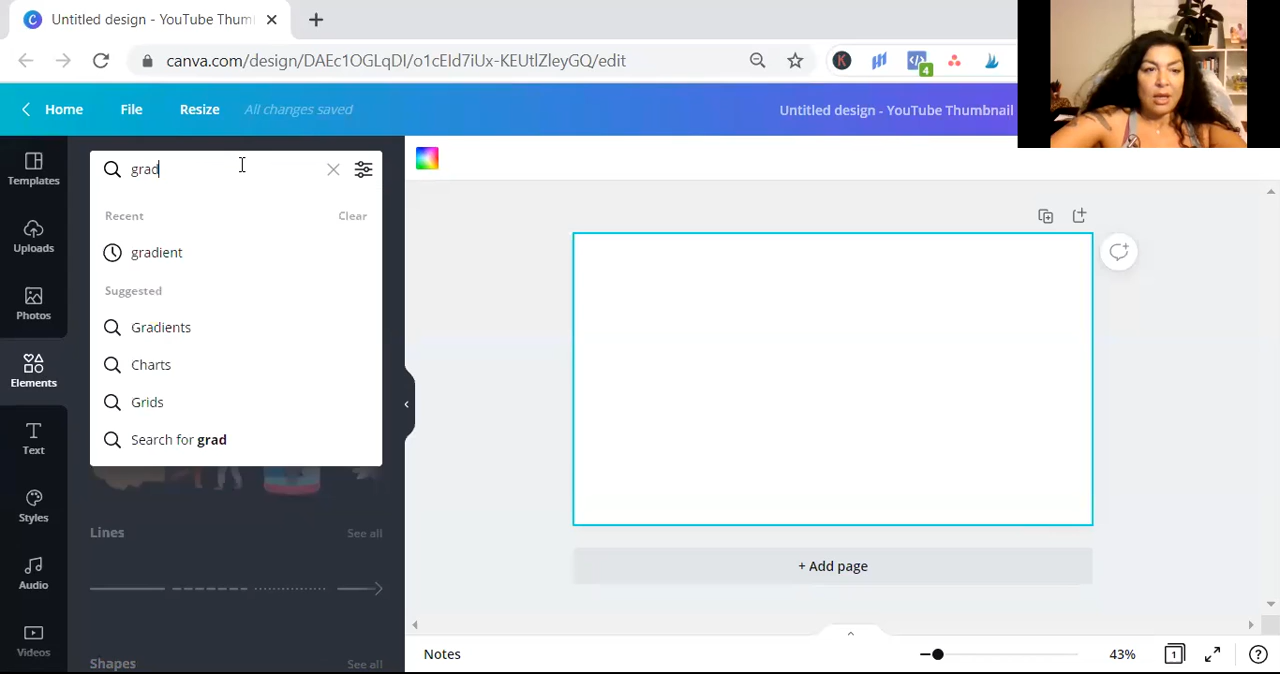 Untitled design - YouTube Thum
canva.com/design/DAEc1OGLqDI/o1cEId7iUx-KEUtlZleyGQ/edit
4
Home
File
Resize
All changes saved
Untitled design - YouTube Thumbnail
Templates
Uploads
Photos
Elements
Text
Styles
Audio
Videos
grad
Recent
Clear
gradient
Suggested
Gradients
Charts
Grids
Search for grad
Lines
See all
Shapes
See all
+ Add page
Notes
43%
1